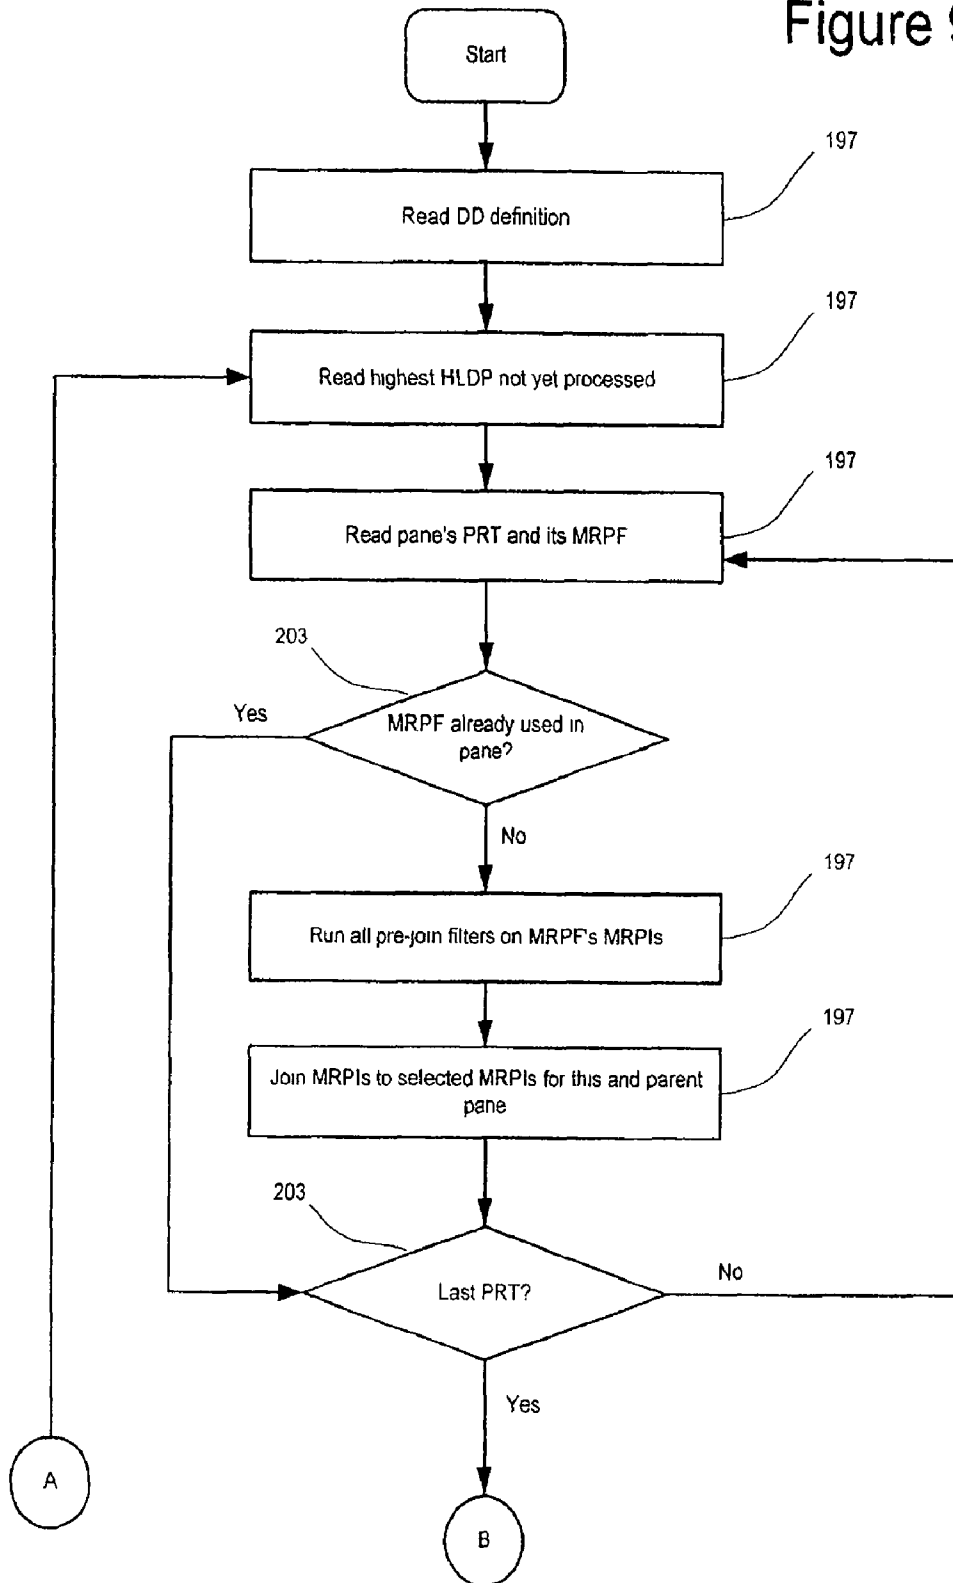 Figure 9
Start
197
Read DD definition
197
Read highest HLDP not yet processed
197
Read pane's PRT and its MRPF
203
Yes
MRPF already used in
pane?
No
197
Run all pre-join filters on MRPF's MRPIs
197
Join MRPIs to selected MRPIs for this and parent
pane
203
No
Last PRT?
Yes
A
B